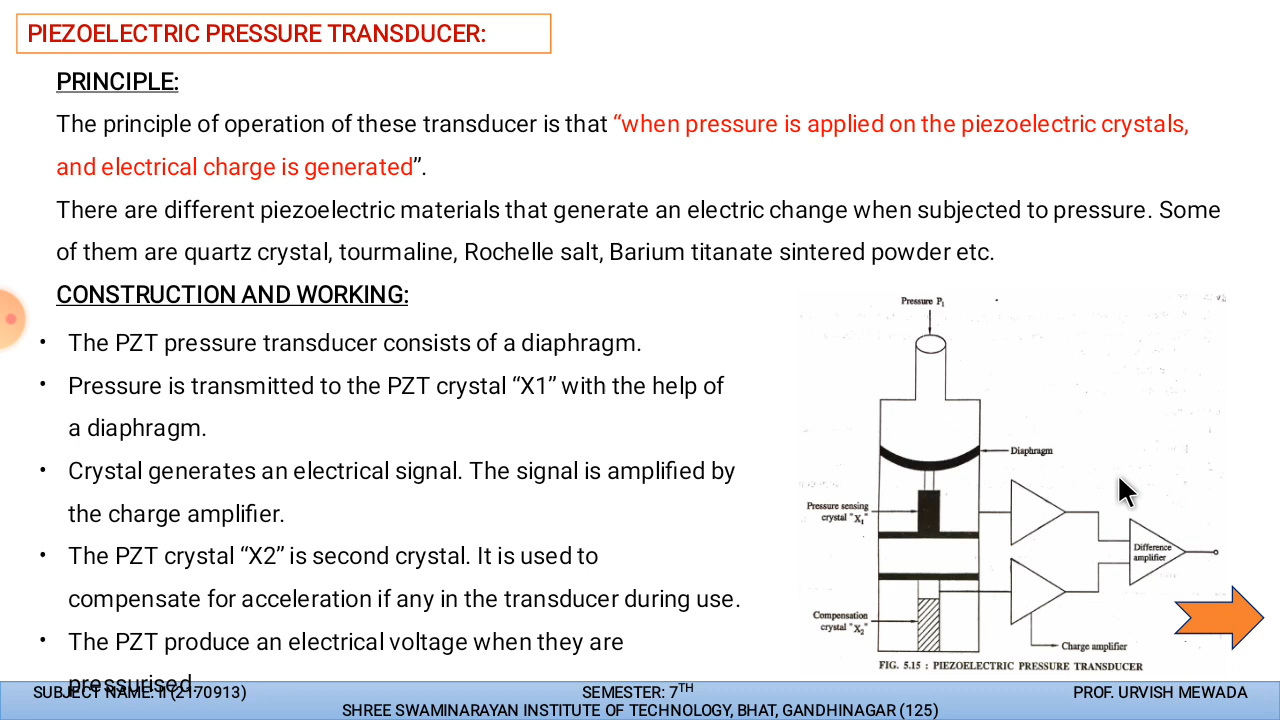 PIEZOELECTRIC PRESSURE TRANSDUCER:
PRINCIPLE:
The principle of operation of these transducer is that “when pressure is applied on the piezoelectric crystals,
and electrical charge is generated”.
There are different piezoelectric materials that generate an electric change when subjected to pressure. Some
of them are quartz crystal, tourmaline, Rochelle salt, Barium titanate sintered powder etc.
CONSTRUCTION AND WORKING:
• The PZT pressure transducer consists of a diaphragm.
• Pressure is transmitted to the PZT crystal “X1” with the help of
a diaphragm.
• Crystal generates an electrical signal. The signal is amplified by
the charge amplifier.
• The PZT crystal “X2” is second crystal. It is used to
compensate for acceleration if any in the transducer during use.
• The PZT produce an electrical voltage when they are
pressurised.
Pressure P₁
Diaphragm
Pressure sensing
crystal "X₁"
Difference
amplifier
Compensation
crystal "X₂"
Charge amplifier
FIG. 5.15 : PIEZOELECTRIC PRESSURE TRANSDUCER
SUBJECT NAME: II (2170913)
SEMESTER: 7TH
PROF. URVISH MEWADA
SHREE SWAMINARAYAN INSTITUTE OF TECHNOLOGY, BHAT, GANDHINAGAR (125)